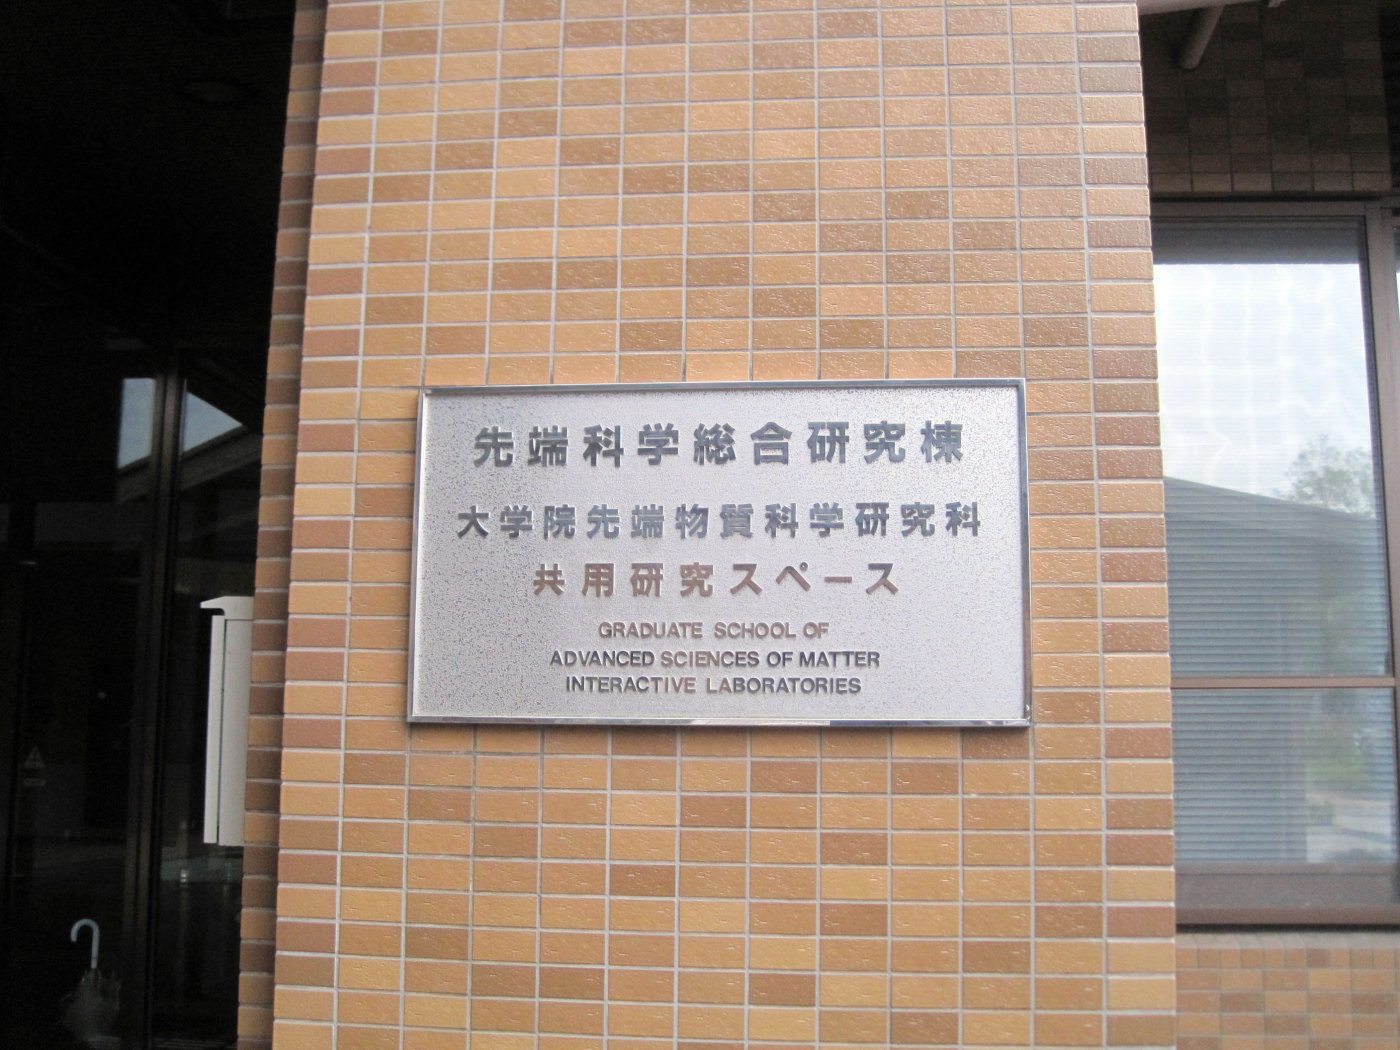 先端科学総合研究棟
大学院先端物質科学研究科
共用研究スペース
GRADUATE SCHOOL OF
ADVANCED SCIENCES OF MATTER
INTERACTIVE LABORATORIES